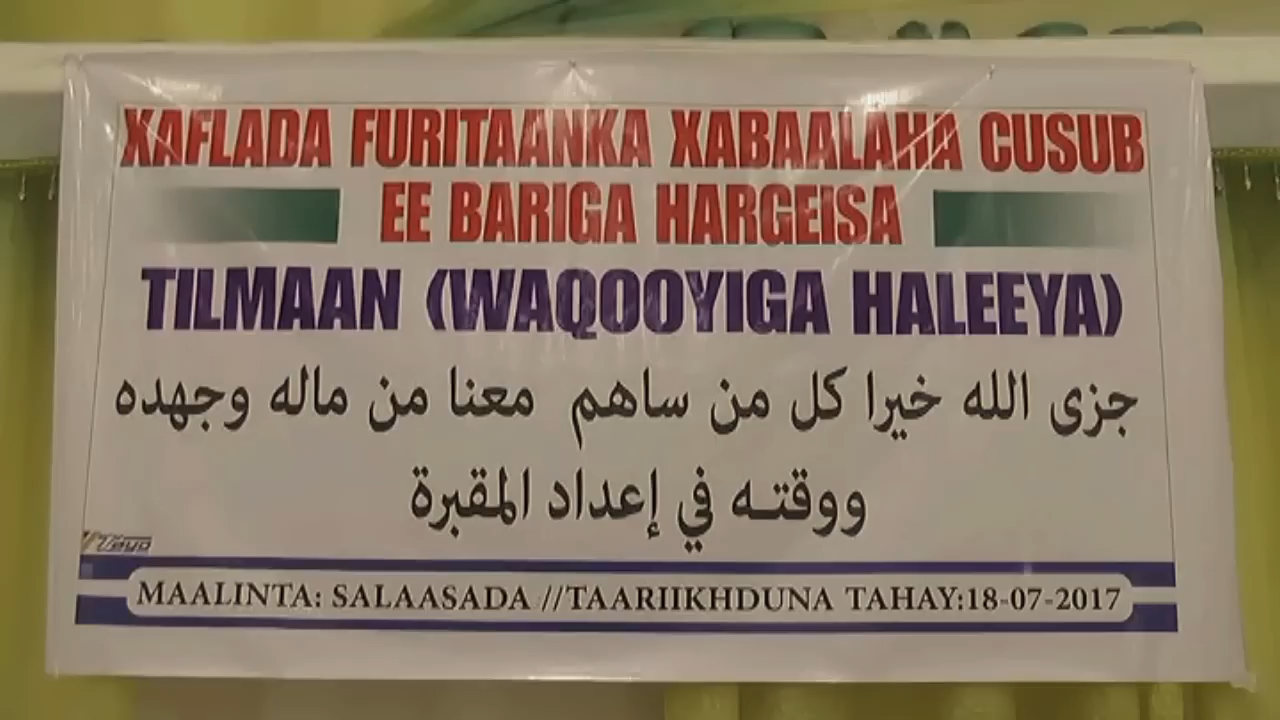 XAFLADA FURITAANKA XABAALAHA CUSUB
EE BARIGA HARGEISA
TILMAAN (WAQOOYIGA HALEEYA)
جزى الله خيرا كل من ساهم معنا من ماله وجهده
ووقتـه في إعداد المقبرة
MAALINTA: SALAASADA //TAARIIKHDUNA TAHAY:18-07-2017